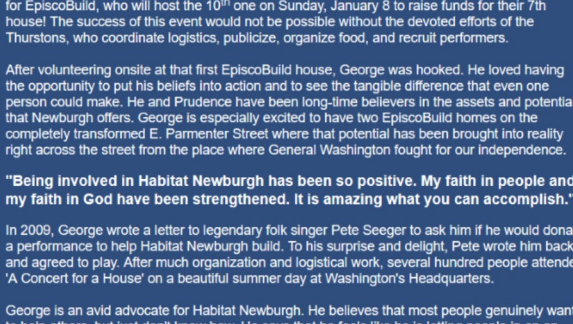 for EpiscoBuild, who will host the 10th one on Sunday, January 8 to raise funds for their 7th
house! The success of this event would not be possible without the devoted efforts of the
Thurstons, who coordinate logistics, publicize, organize food, and recruit performers.
After volunteering onsite at that first EpiscoBuild house, George was hooked. He loved having
the opportunity to put his beliefs into action and to see the tangible difference that even one
person could make. He and Prudence have been long-time believers in the assets and potentia
that Newburgh offers. George is especially excited to have two EpiscoBuild homes on the
completely transformed E. Parmenter Street where that potential has been brought into reality
right across the street from the place where General Washington fought for our independence.
"Being involved in Habitat Newburgh has been so positive. My faith in people and
my faith in God have been strengthened. It is amazing what you can accomplish."
In 2009, George wrote a letter to legendary folk singer Pete Seeger to ask him if he would dona
a performance to help Habitat Newburgh build. To his surprise and delight, Pete wrote him back
and agreed to play. After much organization and logistical work, several hundred people attende
'A Concert for a House' on a beautiful summer day at Washington's Headquarters.
George is an avid advocate for Habitat Newburgh. He believes that most people genuinely want